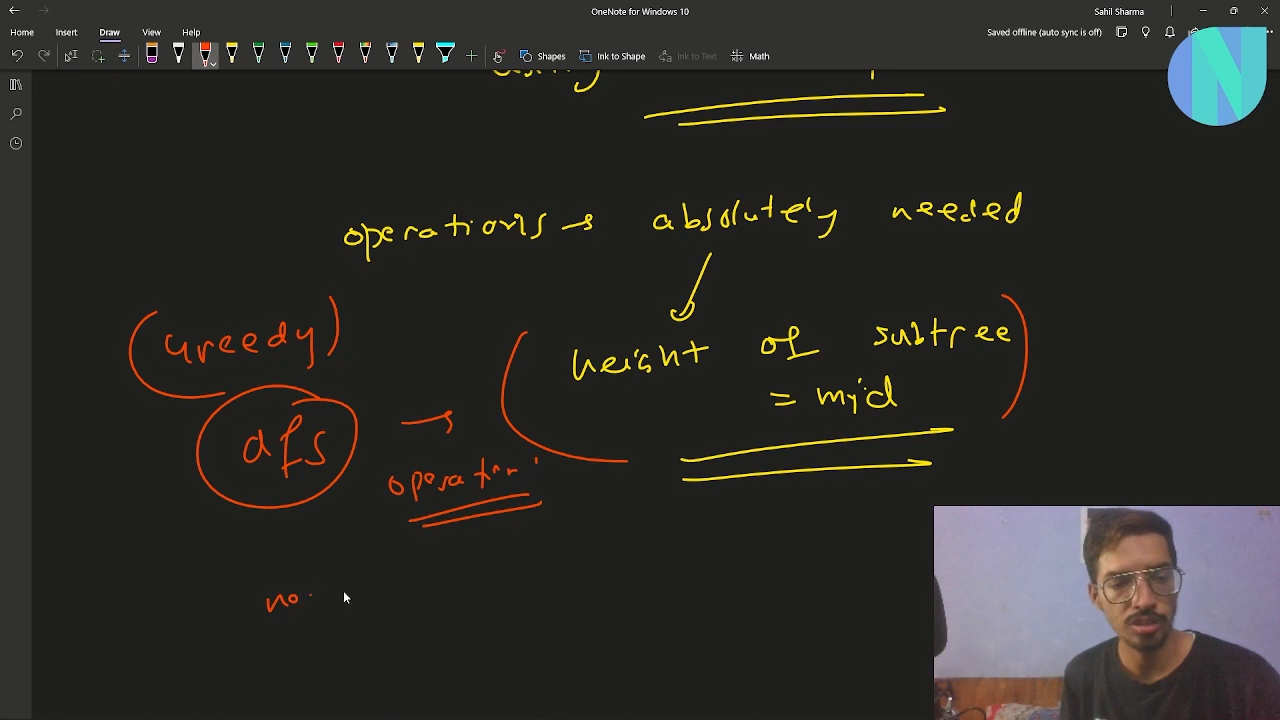 OneNote for Windows 10
Sahil Sharma
Home Insert Draw View Help
Saved offline (auto sync is off)
Shapes Ink to Shape Ink to Text Math
operations → absolutely needed
(Greedy)
height of subtree
= mid
dfs →
operation
no.